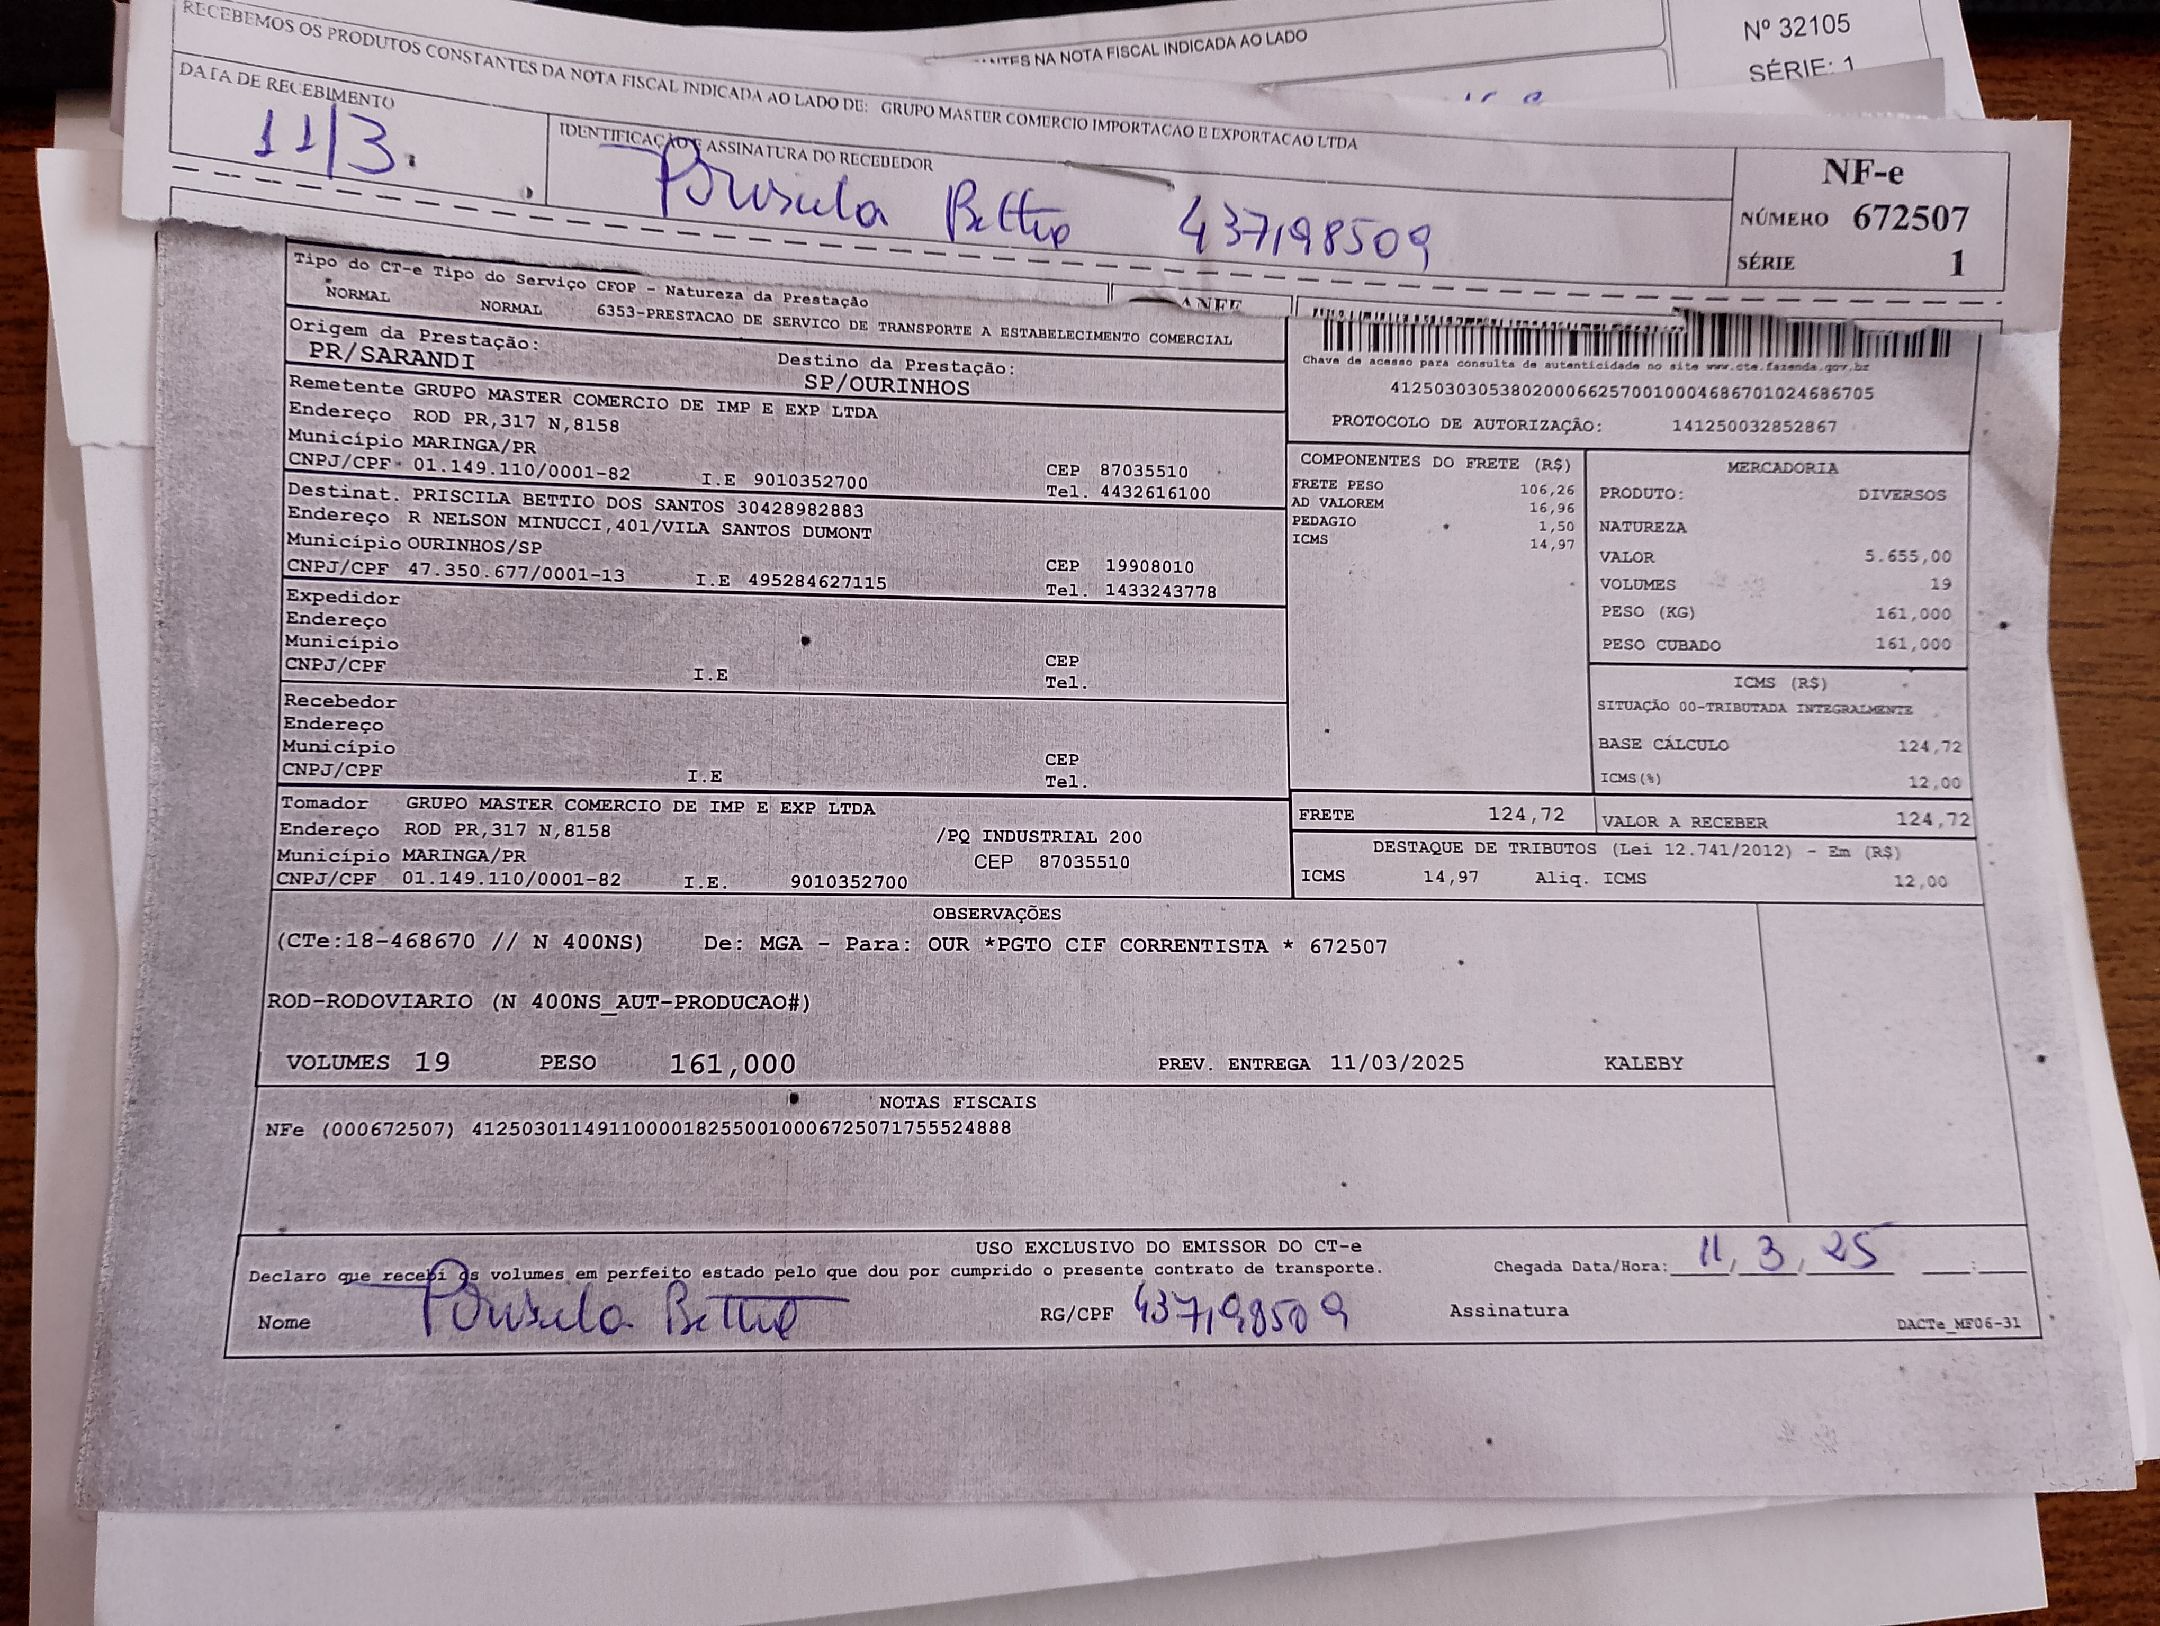 Nº 32105
NA NOTA FISCAL INDICADA AO LADO
SÉRIE: 1
RECEBEMOS OS PRODUTOS CONSTANTES DA NOTA FISCAL INDICADA AO LADO DE: GRUPO MASTER COMERCIO IMPORTACAO E EXPORTACAO LTDA
DATA DE RECEBIMENTO
11/3.
IDENTIFICAÇÃO E ASSINATURA DO RECEBEDOR
Priscila Bettio 437198509
NF-e
NÚMERO 672507
SÉRIE 1
Tipo do CT-e Tipo do Serviço CFOP - Natureza da Prestação
NORMAL NORMAL 6353-PRESTACAO DE SERVICO DE TRANSPORTE A ESTABELECIMENTO COMERCIAL
Origem da Prestação: Destino da Prestação:
PR/SARANDI SP/OURINHOS
Remetente GRUPO MASTER COMERCIO DE IMP E EXP LTDA
Endereço ROD PR,317 N,8158
Município MARINGA/PR CEP 87035510
CNPJ/CPF 01.149.110/0001-82 I.E 9010352700 Tel. 4432616100
Destinat. PRISCILA BETTIO DOS SANTOS 30428982883
Endereço R NELSON MINUCCI,401/VILA SANTOS DUMONT
Município OURINHOS/SP CEP 19908010
CNPJ/CPF 47.350.677/0001-13 I.E 495284627115 Tel. 1433243778
Expedidor
Endereço
Município CEP
CNPJ/CPF I.E Tel.
Recebedor
Endereço
Município CEP
CNPJ/CPF I.E Tel.
Tomador GRUPO MASTER COMERCIO DE IMP E EXP LTDA
Endereço ROD PR,317 N,8158 /PQ INDUSTRIAL 200
Município MARINGA/PR CEP 87035510
CNPJ/CPF 01.149.110/0001-82 I.E. 9010352700
Chave de acesso para consulta de autenticidade no site www.cte.fazenda.gov.br
41250303053802000662570010004686701024686705
PROTOCOLO DE AUTORIZAÇÃO: 141250032852867
COMPONENTES DO FRETE (R$)
FRETE PESO 106,26
AD VALOREM 16,96
PEDAGIO 1,50
ICMS 14,97
MERCADORIA
PRODUTO: DIVERSOS
NATUREZA
VALOR 5.655,00
VOLUMES 19
PESO (KG) 161,000
PESO CUBADO 161,000
ICMS (R$)
SITUAÇÃO 00-TRIBUTADA INTEGRALMENTE
BASE CÁLCULO 124,72
ICMS(%) 12,00
FRETE 124,72 VALOR A RECEBER 124,72
DESTAQUE DE TRIBUTOS (Lei 12.741/2012) - Em (R$)
ICMS 14,97 Aliq. ICMS 12,00
OBSERVAÇÕES
(CTe:18-468670 // N 400NS) De: MGA - Para: OUR *PGTO CIF CORRENTISTA * 672507
ROD-RODOVIARIO (N 400NS_AUT-PRODUCAO#)
VOLUMES 19 PESO 161,000 PREV. ENTREGA 11/03/2025 KALEBY
NOTAS FISCAIS
NFe (000672507) 41250301149110000182550010006725071755524888
USO EXCLUSIVO DO EMISSOR DO CT-e
Declaro que recebi os volumes em perfeito estado pelo que dou por cumprido o presente contrato de transporte. Chegada Data/Hora: 11, 3, 25 :
Nome Priscila Bettio RG/CPF 437198509 Assinatura
DACTe_MF06-31